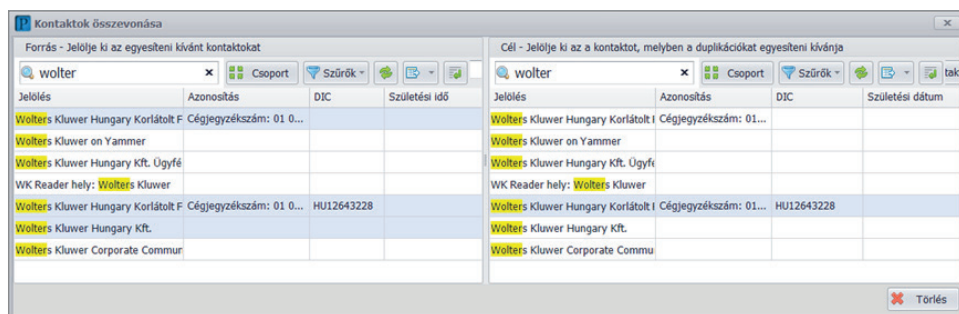 Kontaktok összevonása
Forrás - Jelölje ki az egyesíteni kívánt kontaktokat
wolter Csoport Szűrők
Jelölés Azonosítás DIC Születési idő
Wolters Kluwer Hungary Korlátolt F Cégjegyzékszám: 01 0...
Wolters Kluwer on Yammer
Wolters Kluwer Hungary Kft. Ügyfé
WK Reader hely: Wolters Kluwer
Wolters Kluwer Hungary Korlátolt F Cégjegyzékszám: 01 0... HU12643228
Wolters Kluwer Hungary Kft.
Wolters Kluwer Corporate Commur
Cél - Jelölje ki az a kontaktot, melyben a duplikációkat egyesíteni kívánja
wolter Csoport Szűrők tak
Jelölés Azonosítás DIC Születési dátum
Wolters Kluwer Hungary Korlátolt F Cégjegyzékszám: 01...
Wolters Kluwer on Yammer
Wolters Kluwer Hungary Kft. Ügyfé
WK Reader hely: Wolters Kluwer
Wolters Kluwer Hungary Korlátolt F Cégjegyzékszám: 01... HU12643228
Wolters Kluwer Hungary Kft.
Wolters Kluwer Corporate Commu
Törlés